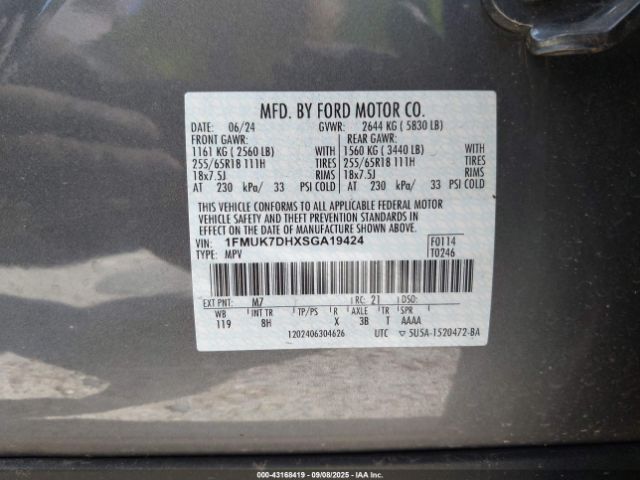 MFD. BY FORD MOTOR CO.
DATE: 06/24 GVWR: 2644 KG ( 5830 LB)
FRONT GAWR: REAR GAWR:
1161 KG ( 2560 LB) WITH 1560 KG ( 3440 LB) WITH
255/65R18 111H TIRES 255/65R18 111H TIRES
18x7.5J 18x7.5J
AT 230 kPa/ 33 PSI COLD AT 230 kPa/ 33 PSI COLD
THIS VEHICLE CONFORMS TO ALL APPLICABLE FEDERAL MOTOR
VEHICLE SAFETY AND THEFT PREVENTION STANDARDS IN
EFFECT ON THE DATE OF MANUFACTURE SHOWN ABOVE.
VIN: 1FMUK7DHXSGA19424 F0114
TYPE: MPV T0246
EXT PNT: M7 RC: 21 DSO:
WB INT TR TP/PS R AXLE TR SPR
119 8H X 3B T AAAA
1202406304626 UTC 5U5A-1520472-BA
000-43168419 - 09/08/2025 - IAA Inc.